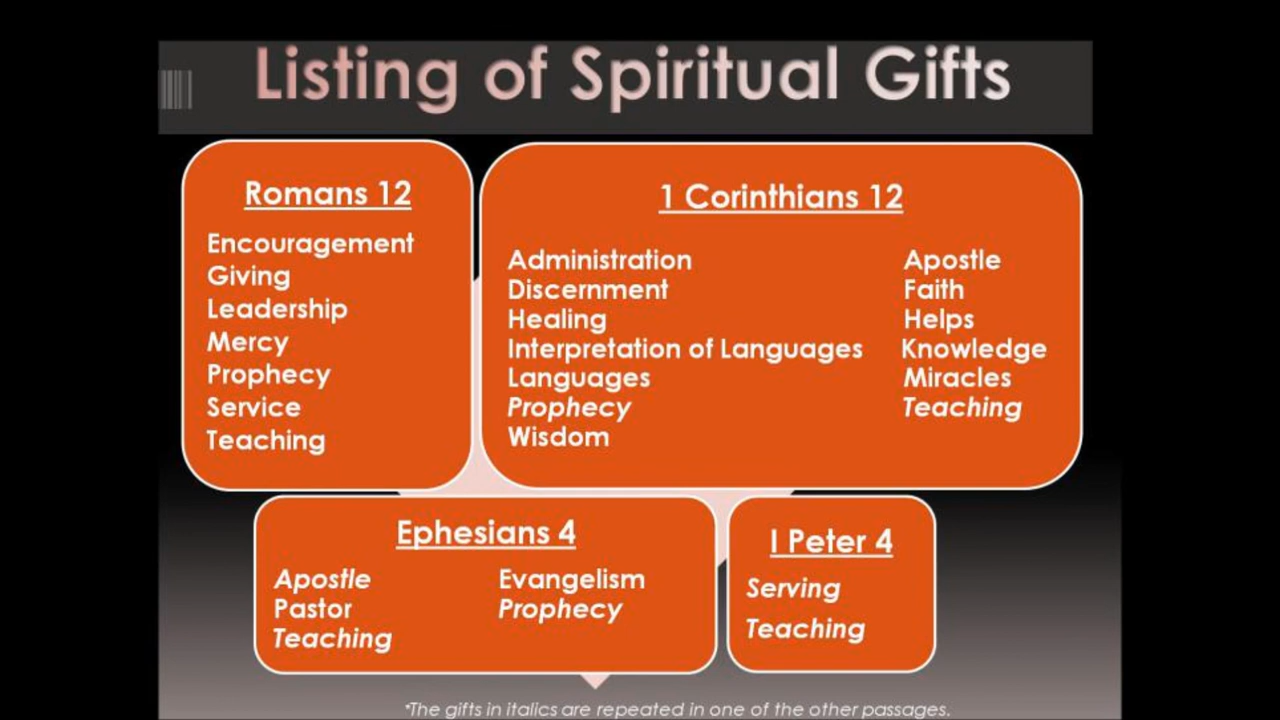 Listing of Spiritual Gifts
Romans 12
Encouragement
Giving
Leadership
Mercy
Prophecy
Service
Teaching
1 Corinthians 12
Administration
Discernment
Healing
Interpretation of Languages
Languages
Prophecy
Wisdom
Apostle
Faith
Helps
Knowledge
Miracles
Teaching
Ephesians 4
Apostle
Pastor
Teaching
Evangelism
Prophecy
I Peter 4
Serving
Teaching
*The gifts in italics are repeated in one of the other passages.